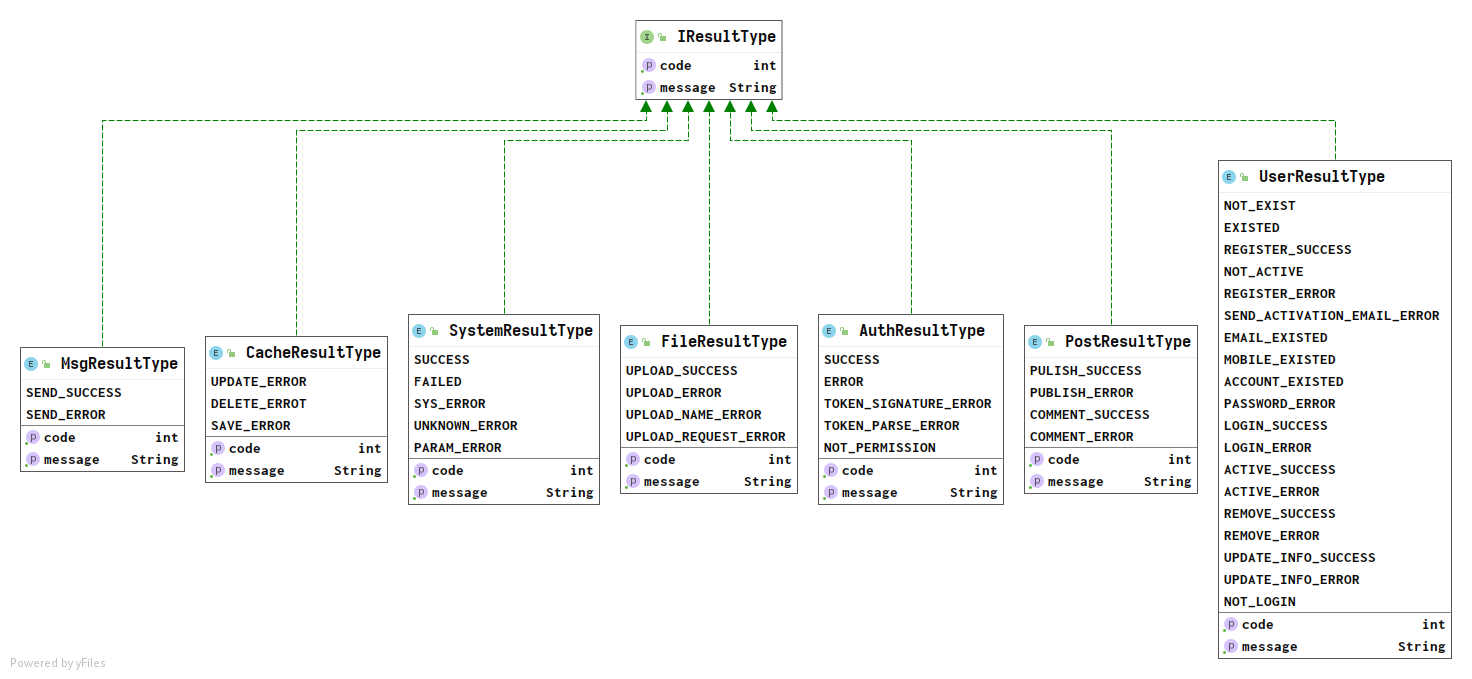 IResultType
code int
message String
MsgResultType
SEND_SUCCESS
SEND_ERROR
code int
message String
CacheResultType
UPDATE_ERROR
DELETE_ERROT
SAVE_ERROR
code int
message String
SystemResultType
SUCCESS
FAILED
SYS_ERROR
UNKNOWN_ERROR
PARAM_ERROR
code int
message String
FileResultType
UPLOAD_SUCCESS
UPLOAD_ERROR
UPLOAD_NAME_ERROR
UPLOAD_REQUEST_ERROR
code int
message String
AuthResultType
SUCCESS
ERROR
TOKEN_SIGNATURE_ERROR
TOKEN_PARSE_ERROR
NOT_PERMISSION
code int
message String
PostResultType
PULISH_SUCCESS
PUBLISH_ERROR
COMMENT_SUCCESS
COMMENT_ERROR
code int
message String
UserResultType
NOT_EXIST
EXISTED
REGISTER_SUCCESS
NOT_ACTIVE
REGISTER_ERROR
SEND_ACTIVATION_EMAIL_ERROR
EMAIL_EXISTED
MOBILE_EXISTED
ACCOUNT_EXISTED
PASSWORD_ERROR
LOGIN_SUCCESS
LOGIN_ERROR
ACTIVE_SUCCESS
ACTIVE_ERROR
REMOVE_SUCCESS
REMOVE_ERROR
UPDATE_INFO_SUCCESS
UPDATE_INFO_ERROR
NOT_LOGIN
code int
message String
Powered by yFiles